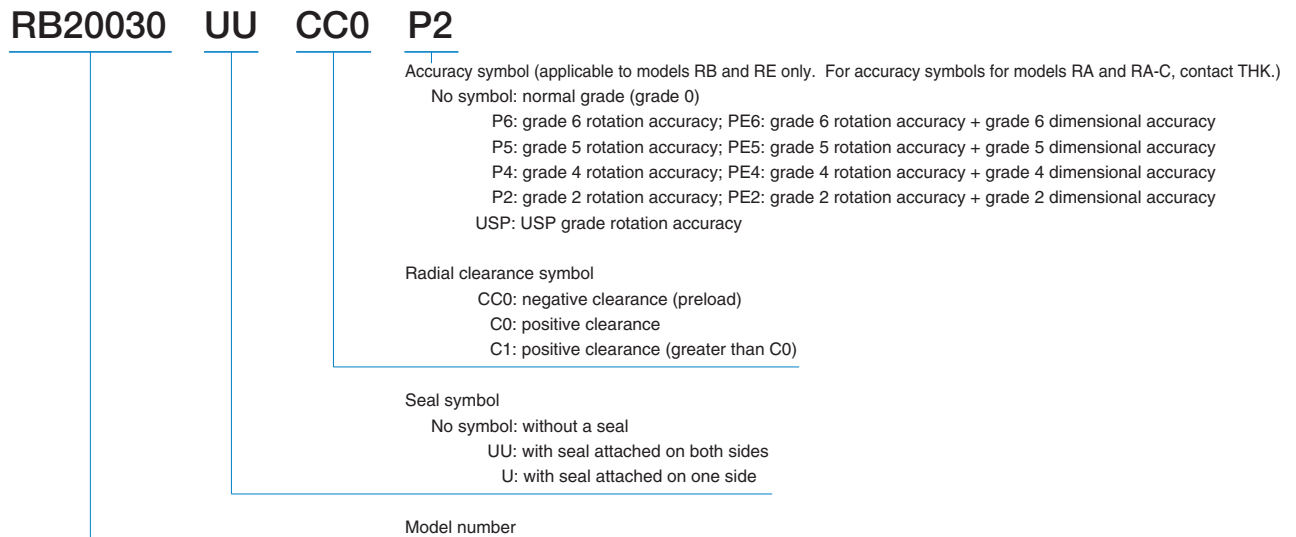 RB20030 UU CC0 P2
Accuracy symbol (applicable to models RB and RE only. For accuracy symbols for models RA and RA-C, contact THK.)
No symbol: normal grade (grade 0)
P6: grade 6 rotation accuracy; PE6: grade 6 rotation accuracy + grade 6 dimensional accuracy
P5: grade 5 rotation accuracy; PE5: grade 5 rotation accuracy + grade 5 dimensional accuracy
P4: grade 4 rotation accuracy; PE4: grade 4 rotation accuracy + grade 4 dimensional accuracy
P2: grade 2 rotation accuracy; PE2: grade 2 rotation accuracy + grade 2 dimensional accuracy
USP: USP grade rotation accuracy
Radial clearance symbol
CC0: negative clearance (preload)
C0: positive clearance
C1: positive clearance (greater than C0)
Seal symbol
No symbol: without a seal
UU: with seal attached on both sides
U: with seal attached on one side
Model number